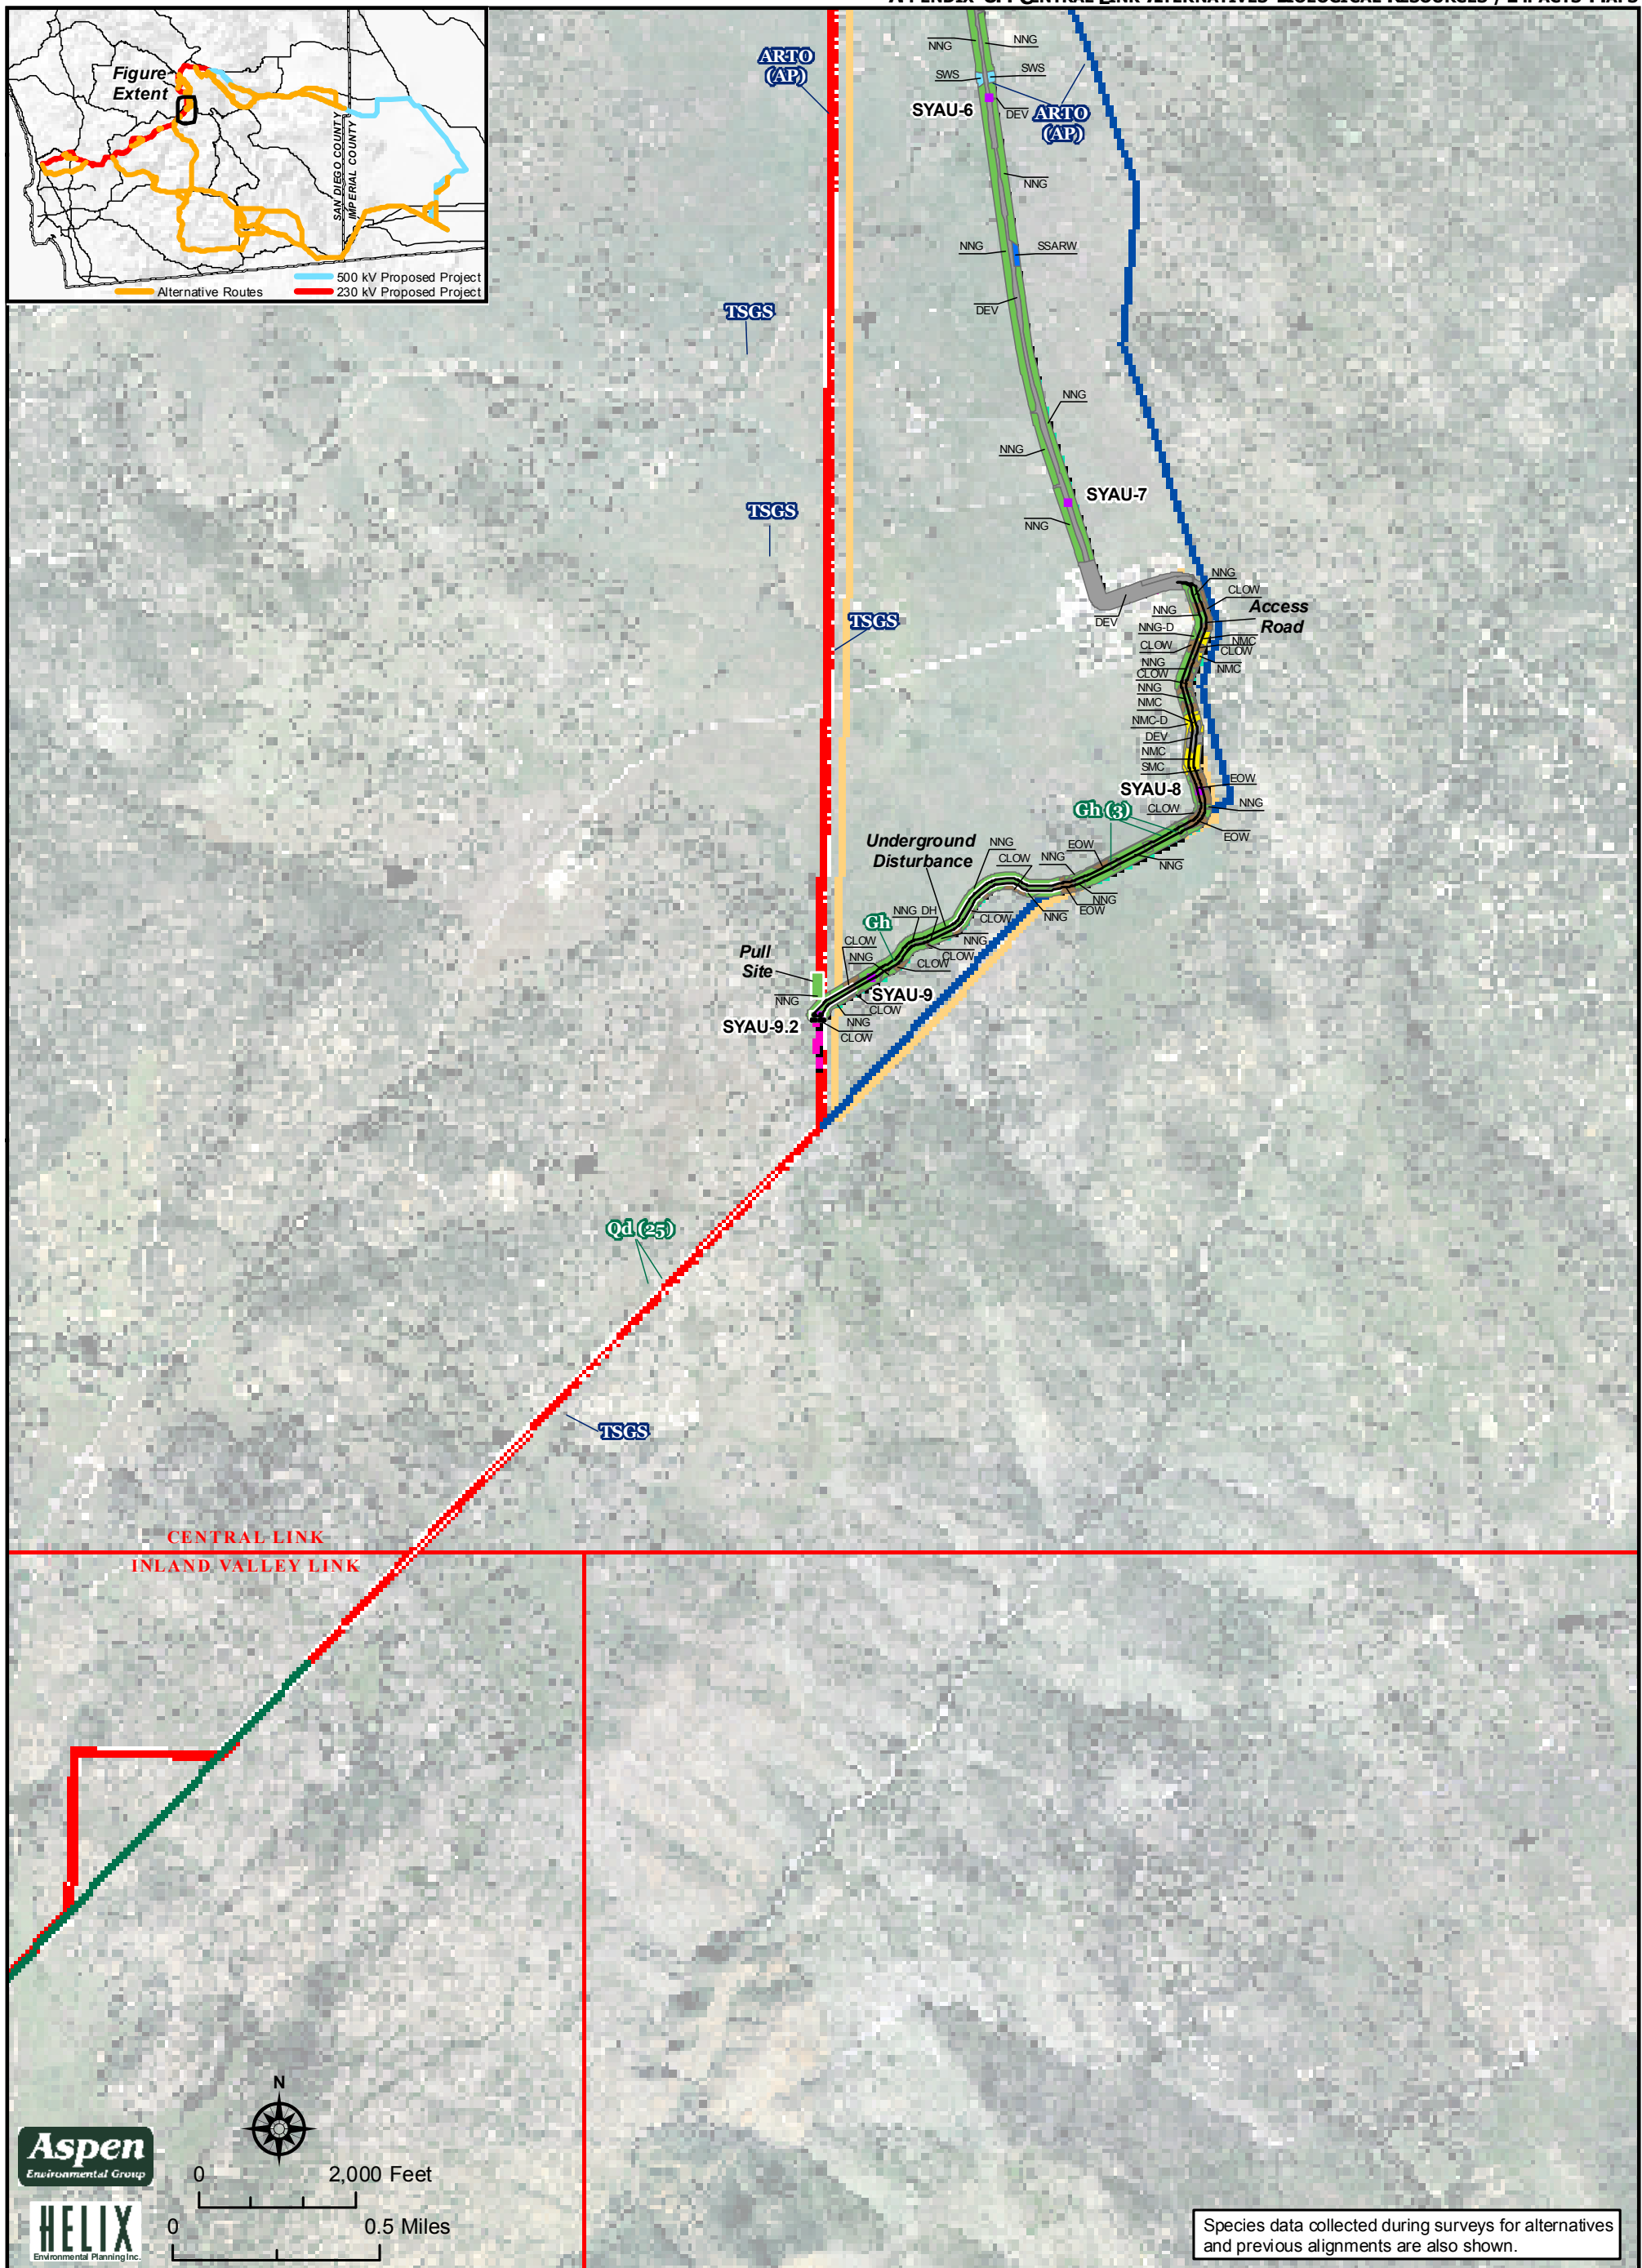 Figure
Extent
SAN DIEGO COUNTY
IMPERIAL COUNTY
500 kV Proposed Project
Alternative Routes
230 kV Proposed Project
ARTO
(AP)
NNG
NNG
SWS
SWS
SYAU-6
DEV
ARTO
(AP)
NNG
NNG
SSARW
DEV
TSGS
NNG
NNG
SYAU-7
TSGS
NNG
DEV
NNG
CLOW
Access
Road
NNG
TSGS
NNG-D
NMC
CLOW
CLOW
NNG
NMC
CLOW
NNG
NMC
NMC-D
DEV
NMC
SMC
EOW
SYAU-8
NNG
CLOW
Gh (3)
EOW
Underground
Disturbance
NNG
EOW
CLOW
NNG
NNG
NNG
EOW
NNG
NNG
DH
CLOW
Gh
CLOW
NNG
CLOW
NNG
CLOW
Pull
Site
NNG
SYAU-9
CLOW
NNG
SYAU-9.2
CLOW
Qd (25)
TSGS
CENTRAL LINK
INLAND VALLEY LINK
N
Aspen
Environmental Group
0
2,000 Feet
HELIX
Environmental Planning Inc.
0
0.5 Miles
Species data collected during surveys for alternatives
and previous alignments are also shown.